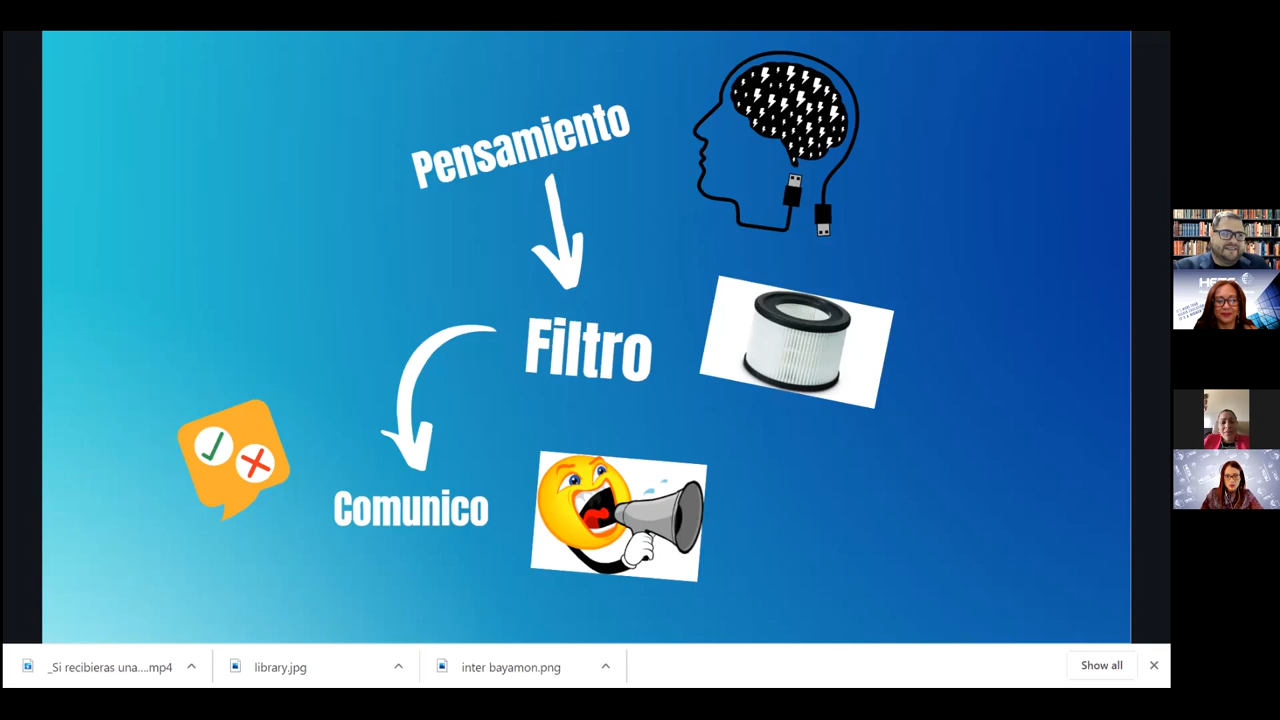 Pensamiento
Filtro
Comunico
_Si recibieras una....mp4
library.jpg
inter bayamon.png
Show all